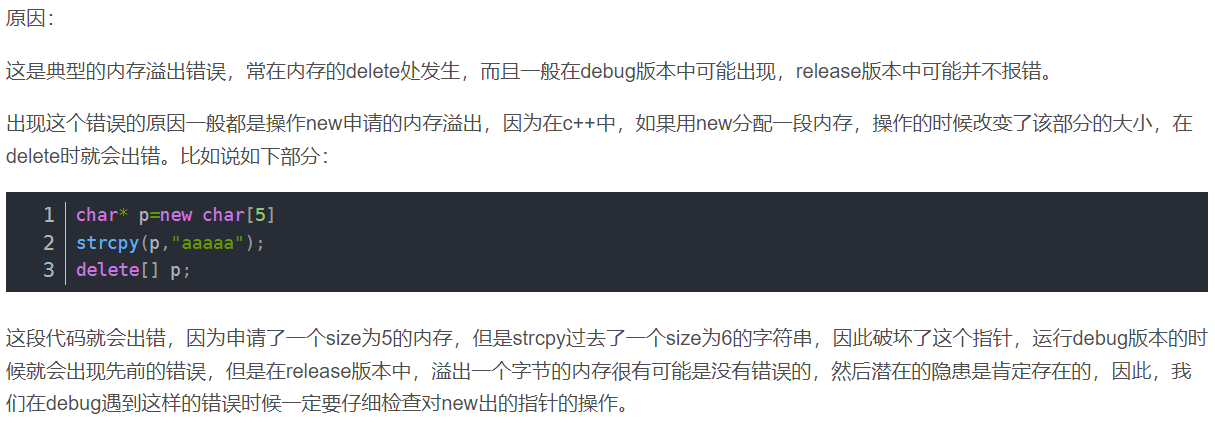 原因：
这是典型的内存溢出错误，常在内存的delete处发生，而且一般在debug版本中可能出现，release版本中可能并不报错。
出现这个错误的原因一般都是操作new申请的内存溢出，因为在c++中，如果用new分配一段内存，操作的时候改变了该部分的大小，在
delete时就会出错。比如说如下部分：
1 char* p=new char[5]
2 strcpy(p,"aaaaa");
3 delete[] p;
这段代码就会出错，因为申请了一个size为5的内存，但是strcpy过去了一个size为6的字符串，因此破坏了这个指针，运行debug版本的时
候就会出现先前的错误，但是在release版本中，溢出一个字节的内存很有可能是没有错误的，然后潜在的隐患是肯定存在的，因此，我
们在debug遇到这样的错误时候一定要仔细检查对new出的指针的操作。